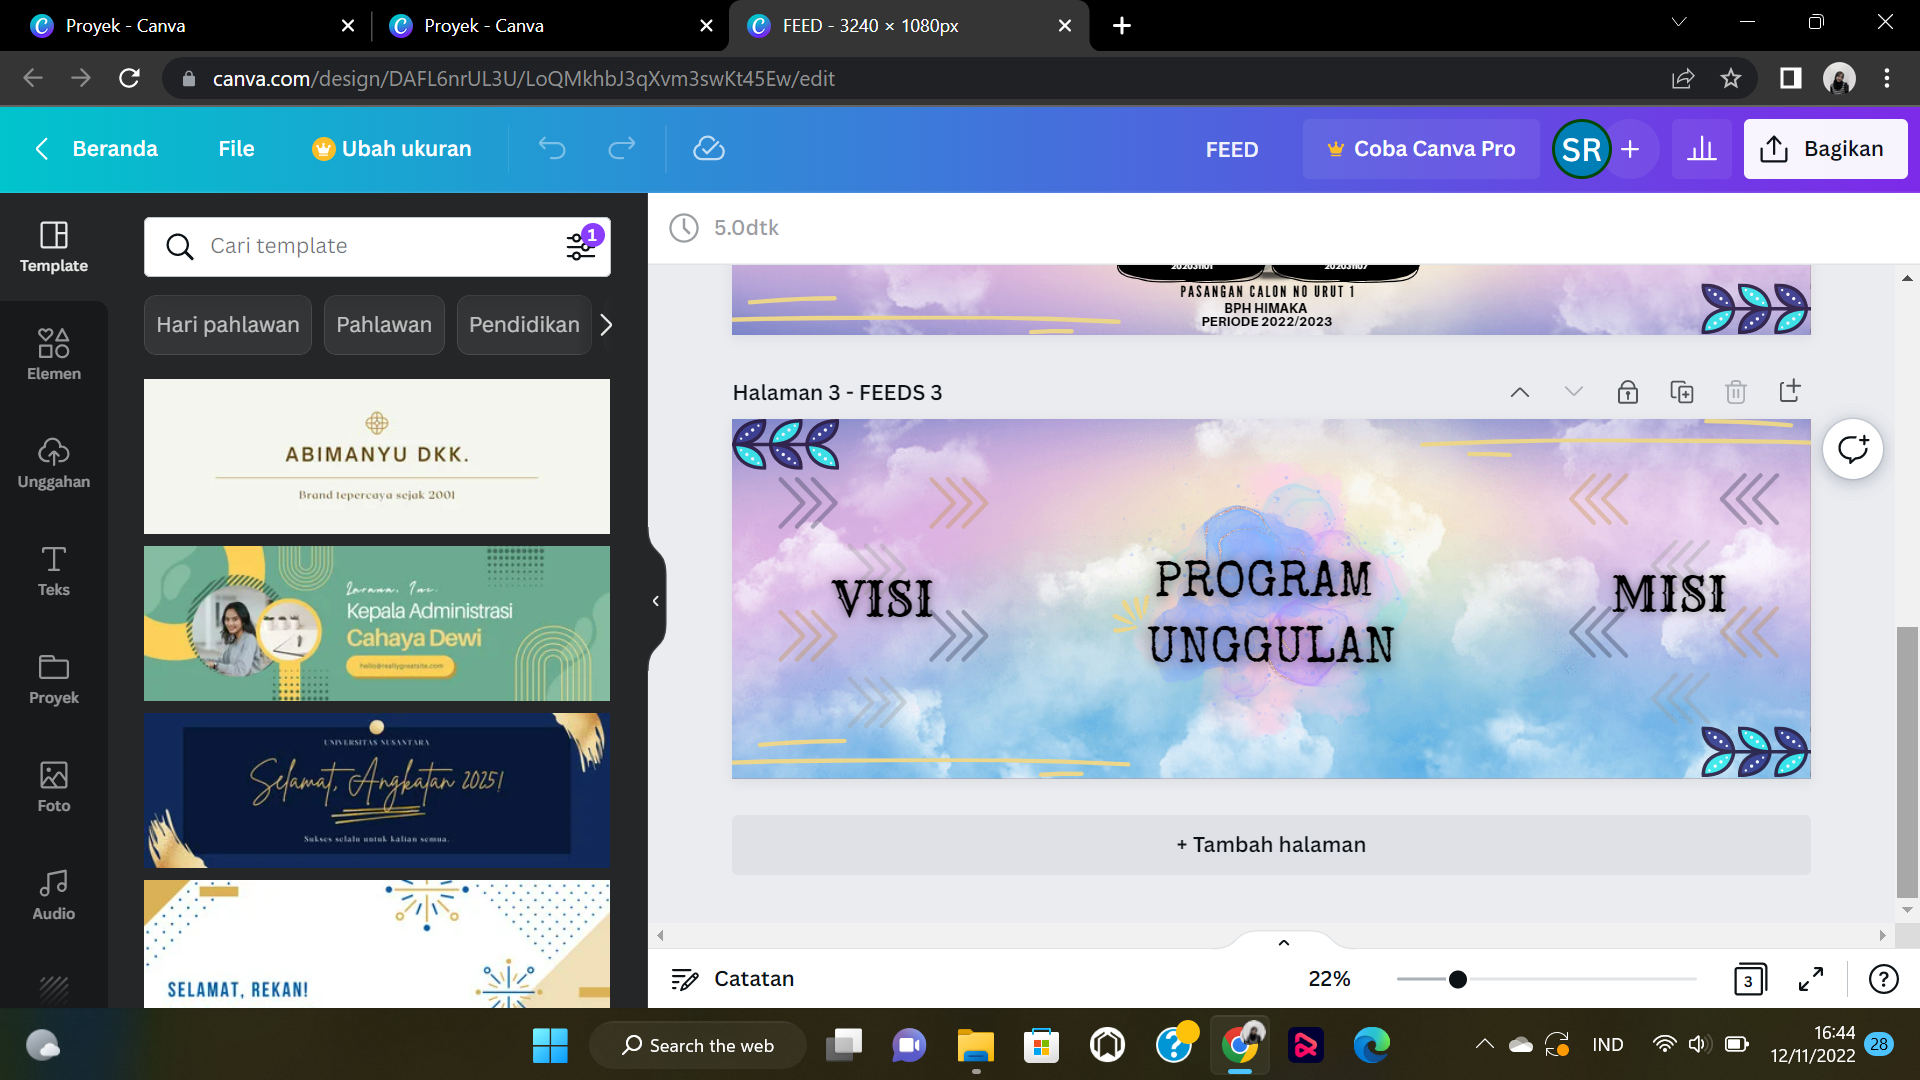 Proyek - Canva
Proyek - Canva
FEED - 3240 × 1080px
canva.com/design/DAFL6nrUL3U/LoQMkhbJ3qXvm3swKt45Ew/edit
Beranda
File
Ubah ukuran
FEED
Coba Canva Pro
SR
Bagikan
Template
Elemen
Unggahan
Teks
Proyek
Foto
Audio
Cari template
1
Hari pahlawan
Pahlawan
Pendidikan
ABIMANYU DKK.
Brand tepercaya sejak 2001
Kepala Administrasi
Cahaya Dewi
hello@reallygreatsite.com
UNIVERSITAS NUSANTARA
Selamat, Angkatan 2025!
Sukses selalu untuk kalian semua.
SELAMAT, REKAN!
5.0dtk
PASANGAN CALON NO URUT 1
BPH HIMAKA
PERIODE 2022/2023
Halaman 3 - FEEDS 3
VISI
PROGRAM
UNGGULAN
MISI
+ Tambah halaman
Catatan
22%
3
Search the web
IND
16:44
12/11/2022
28